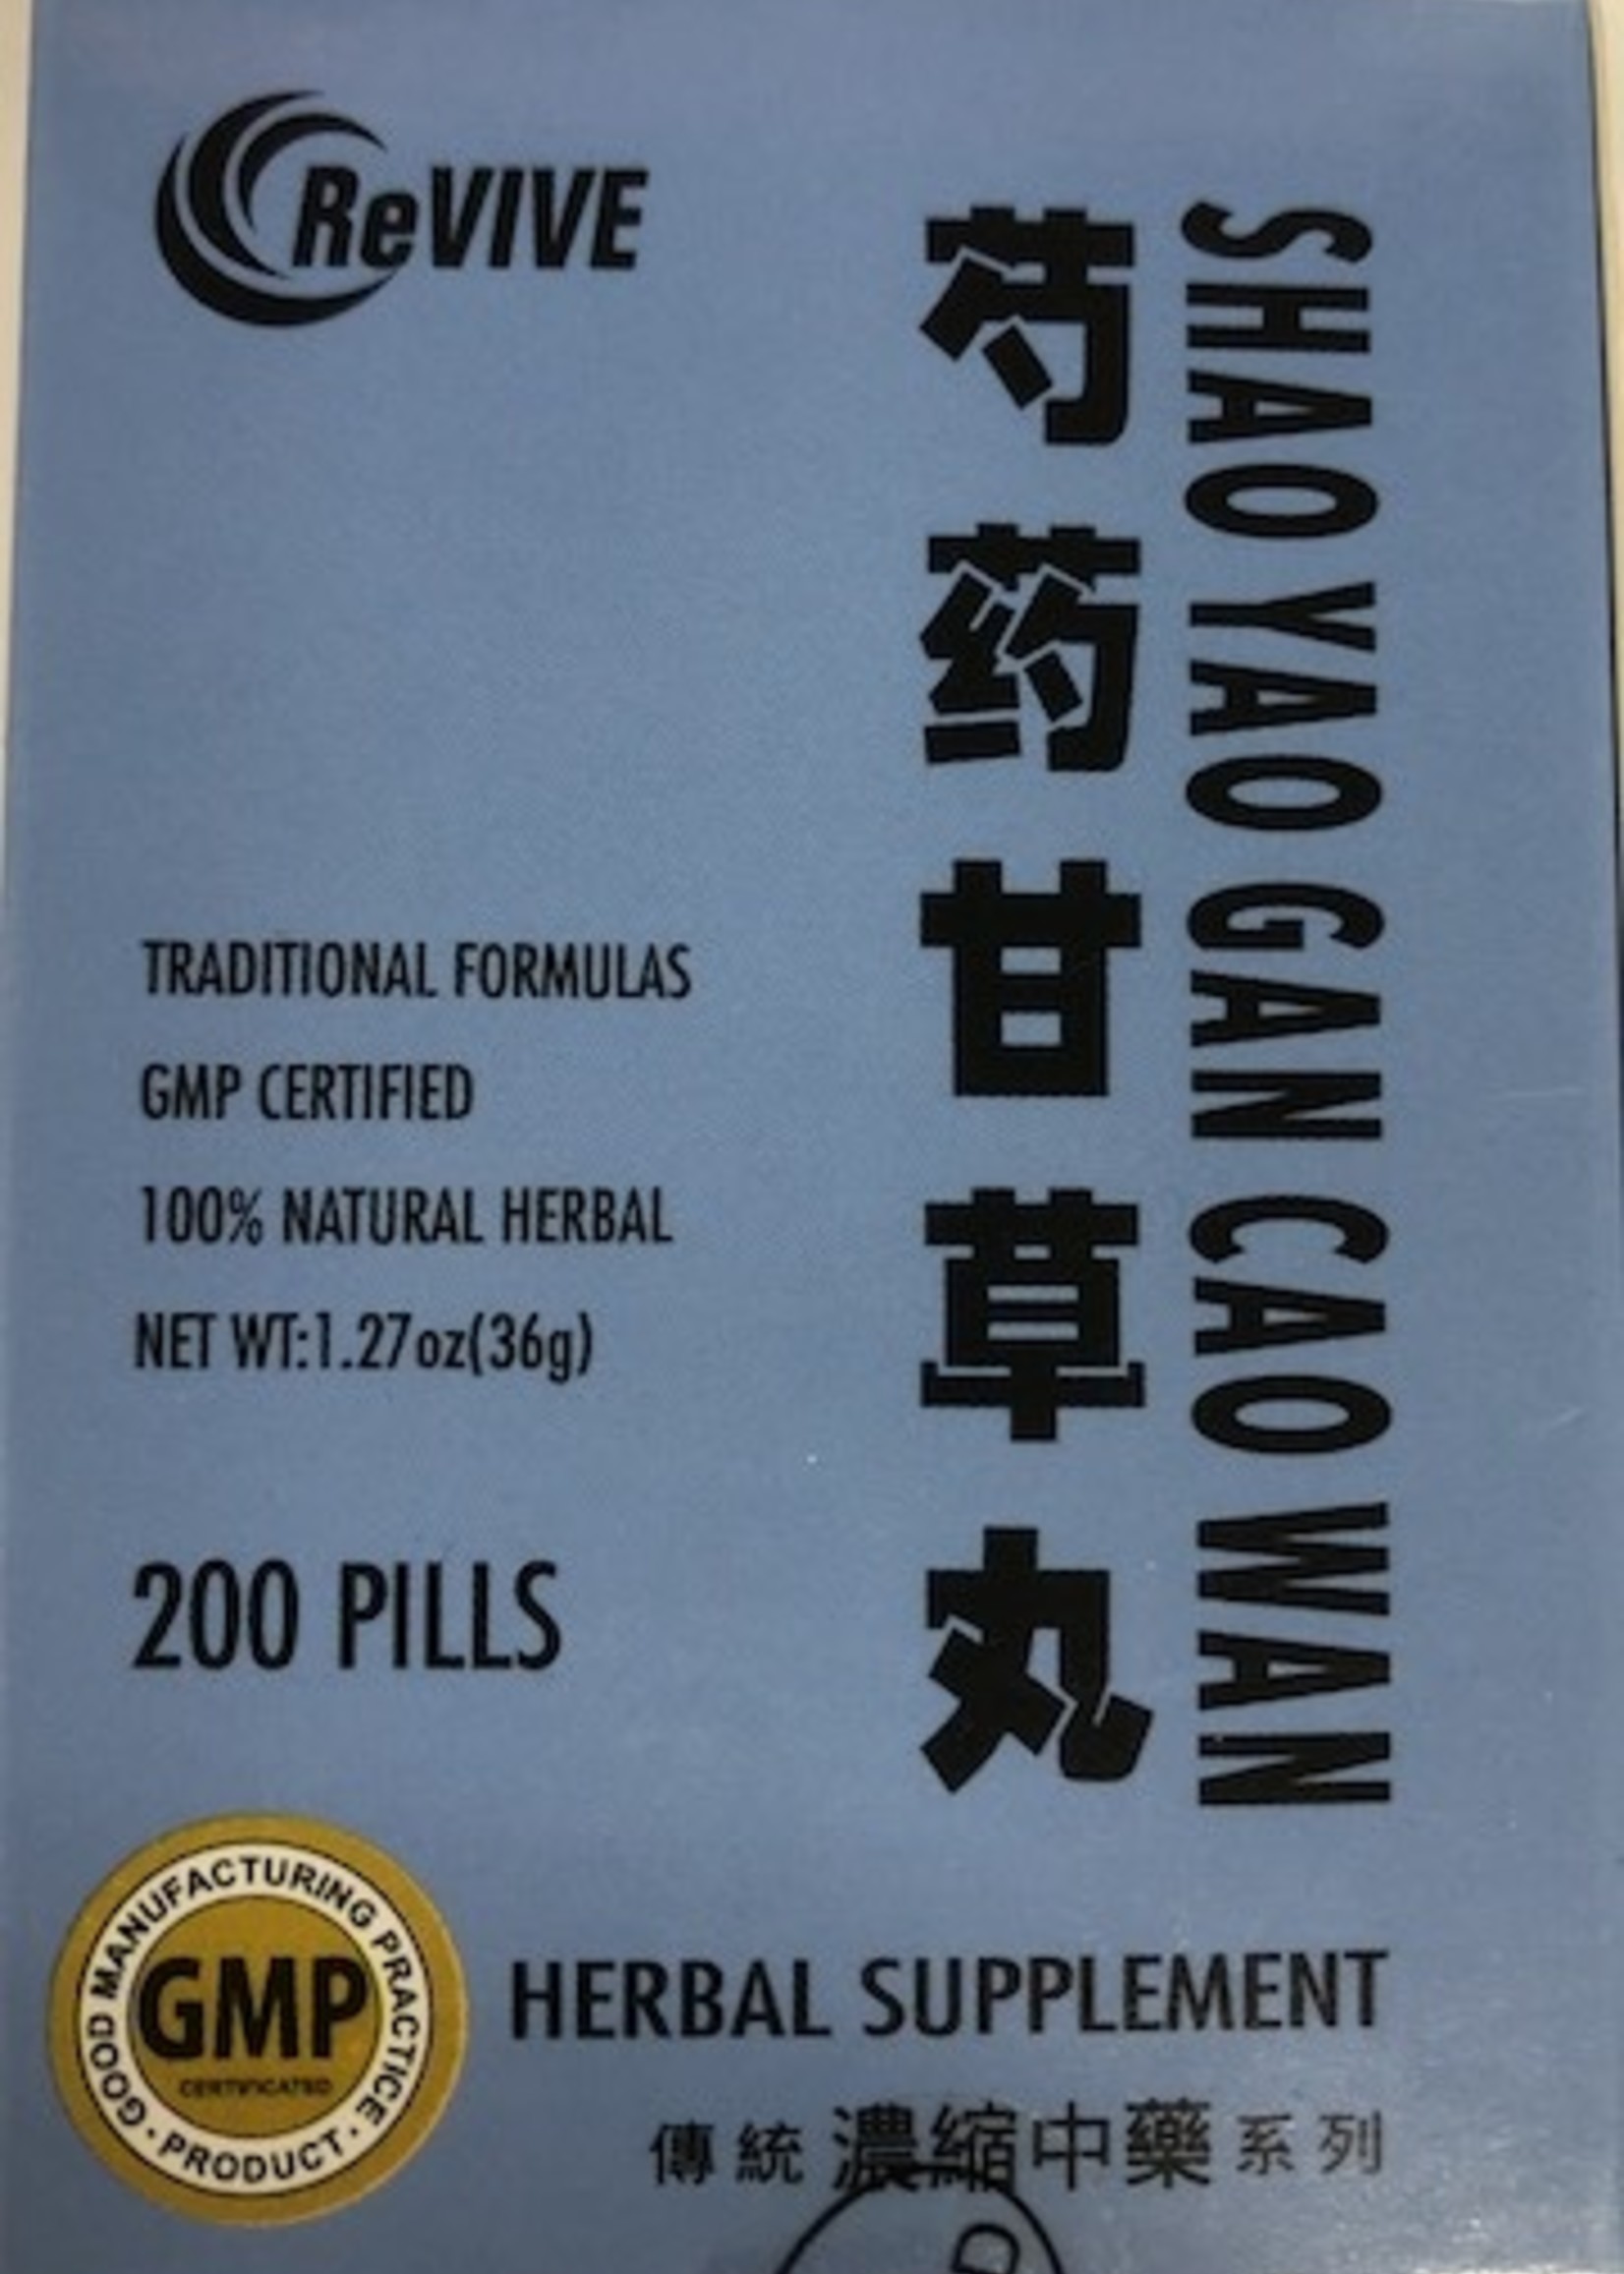 ReVIVE
芍药甘草丸
SHAO YAO GAN CAO WAN
TRADITIONAL FORMULAS
GMP CERTIFIED
100% NATURAL HERBAL
NET WT:1.27oz(36g)
200 PILLS
GOOD MANUFACTURING PRACTICE · PRODUCT ·
GMP
CERTIFICATED
HERBAL SUPPLEMENT
傳統濃縮中藥系列